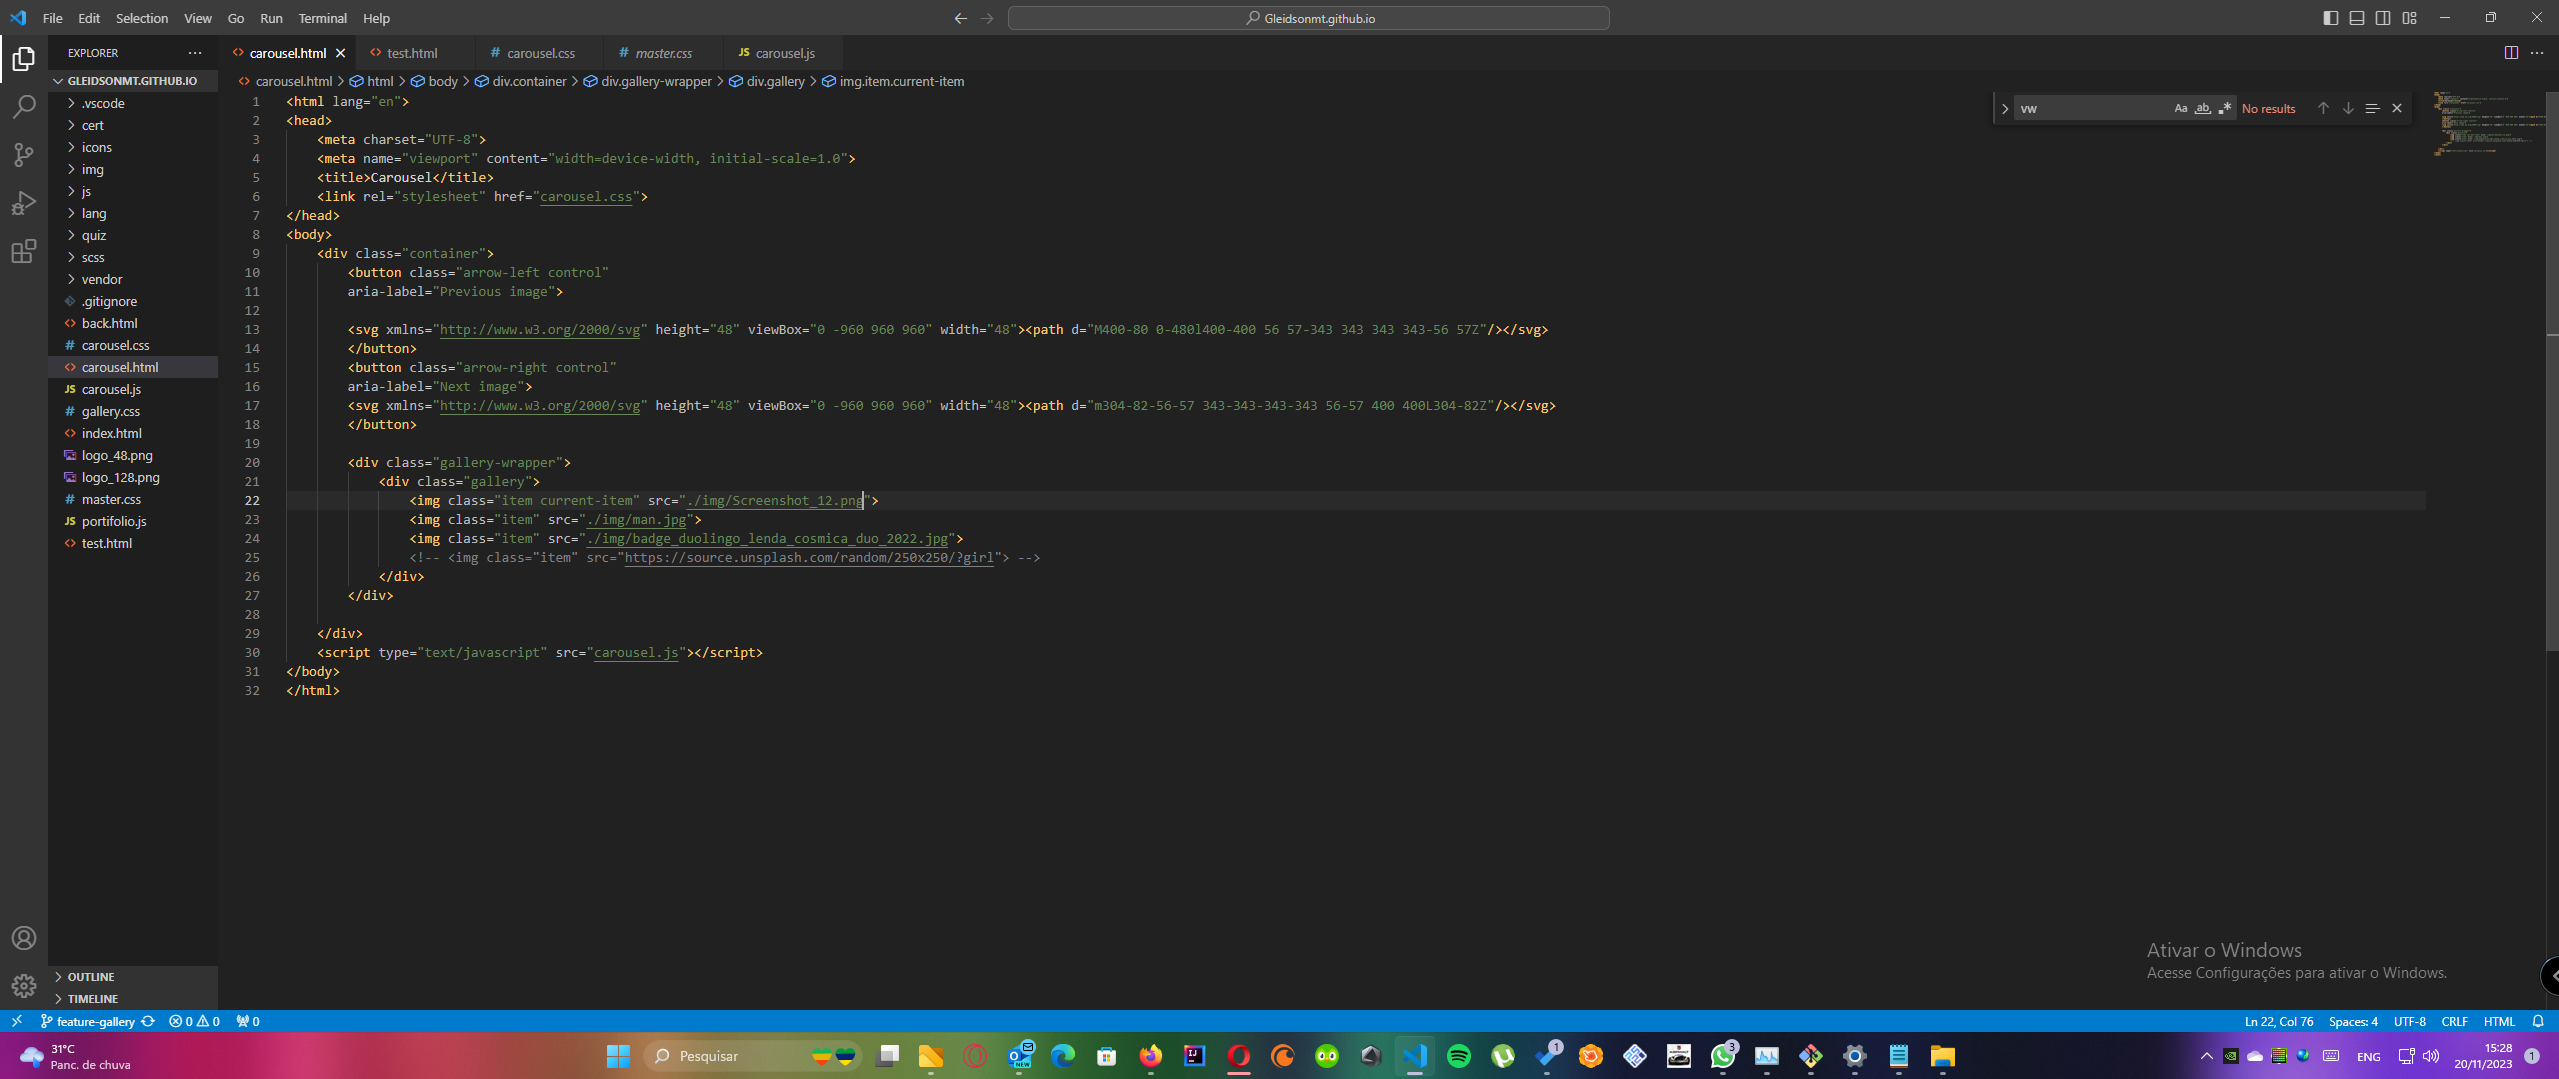 File Edit Selection View Go Run Terminal Help
Gleidsonmt.github.io
EXPLORER
carousel.html
test.html
carousel.css
master.css
JS carousel.js
GLEIDSONMT.GITHUB.IO
.vscode
cert
icons
img
js
lang
quiz
scss
vendor
.gitignore
back.html
# carousel.css
carousel.html
JS carousel.js
# gallery.css
index.html
logo_48.png
logo_128.png
# master.css
JS portifolio.js
test.html
OUTLINE
TIMELINE
carousel.html > html > body > div.container > div.gallery-wrapper > div.gallery > img.item.current-item
vw Aa ab No results
1 <html lang="en">
2 <head>
3 <meta charset="UTF-8">
4 <meta name="viewport" content="width=device-width, initial-scale=1.0">
5 <title>Carousel</title>
6 <link rel="stylesheet" href="carousel.css">
7 </head>
8 <body>
9 <div class="container">
10 <button class="arrow-left control"
11 aria-label="Previous image">
12
13 <svg xmlns="http://www.w3.org/2000/svg" height="48" viewBox="0 -960 960 960" width="48"><path d="M400-80 0-480l400-400 56 57-343 343 343 343-56 57Z"/></svg>
14 </button>
15 <button class="arrow-right control"
16 aria-label="Next image">
17 <svg xmlns="http://www.w3.org/2000/svg" height="48" viewBox="0 -960 960 960" width="48"><path d="m304-82-56-57 343-343-343-343 56-57 400 400L304-82Z"/></svg>
18 </button>
19
20 <div class="gallery-wrapper">
21 <div class="gallery">
22 <img class="item current-item" src="./img/Screenshot_12.png">
23 <img class="item" src="./img/man.jpg">
24 <img class="item" src="./img/badge_duolingo_lenda_cosmica_duo_2022.jpg">
25 <!-- <img class="item" src="https://source.unsplash.com/random/250x250/?girl"> -->
26 </div>
27 </div>
28
29 </div>
30 <script type="text/javascript" src="carousel.js"></script>
31 </body>
32 </html>
Ativar o Windows
Acesse Configurações para ativar o Windows.
feature-gallery 0 0 0
Ln 22, Col 76 Spaces: 4 UTF-8 CRLF HTML
31°C
Panc. de chuva
Pesquisar
NEW
IJ
1
3
ENG
15:28
20/11/2023
1